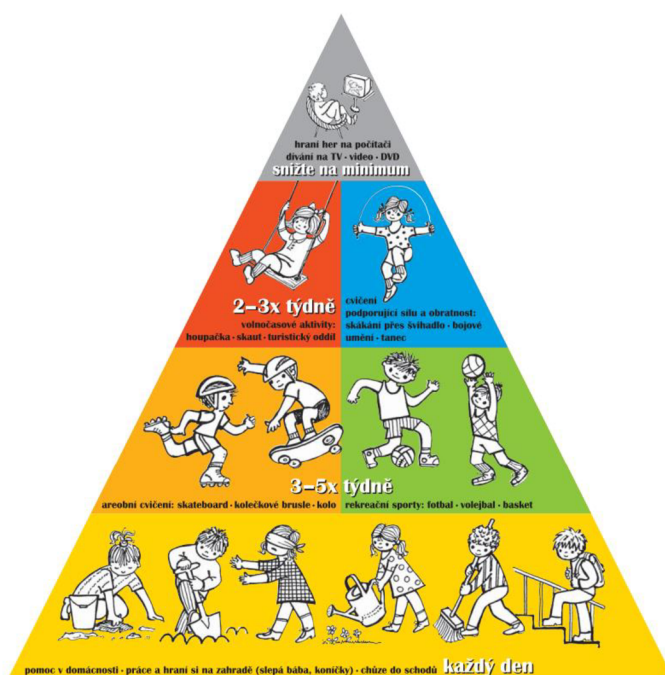 hraní her na počítači
dívání na TV · video · DVD
snižte na minimum
2–3x týdně
volnočasové aktivity:
houpačka · skaut · turistický oddíl
cvičení
podporující sílu a obratnost:
skákání přes švihadlo · bojové
umění · tanec
3–5x týdně
areobní cvičení: skateboard · kolečkové brusle · kolo
rekreační sporty: fotbal · volejbal · basket
pomoc v domácnosti · práce a hraní si na zahradě (slepá bába, koníčky) · chůze do schodů každý den